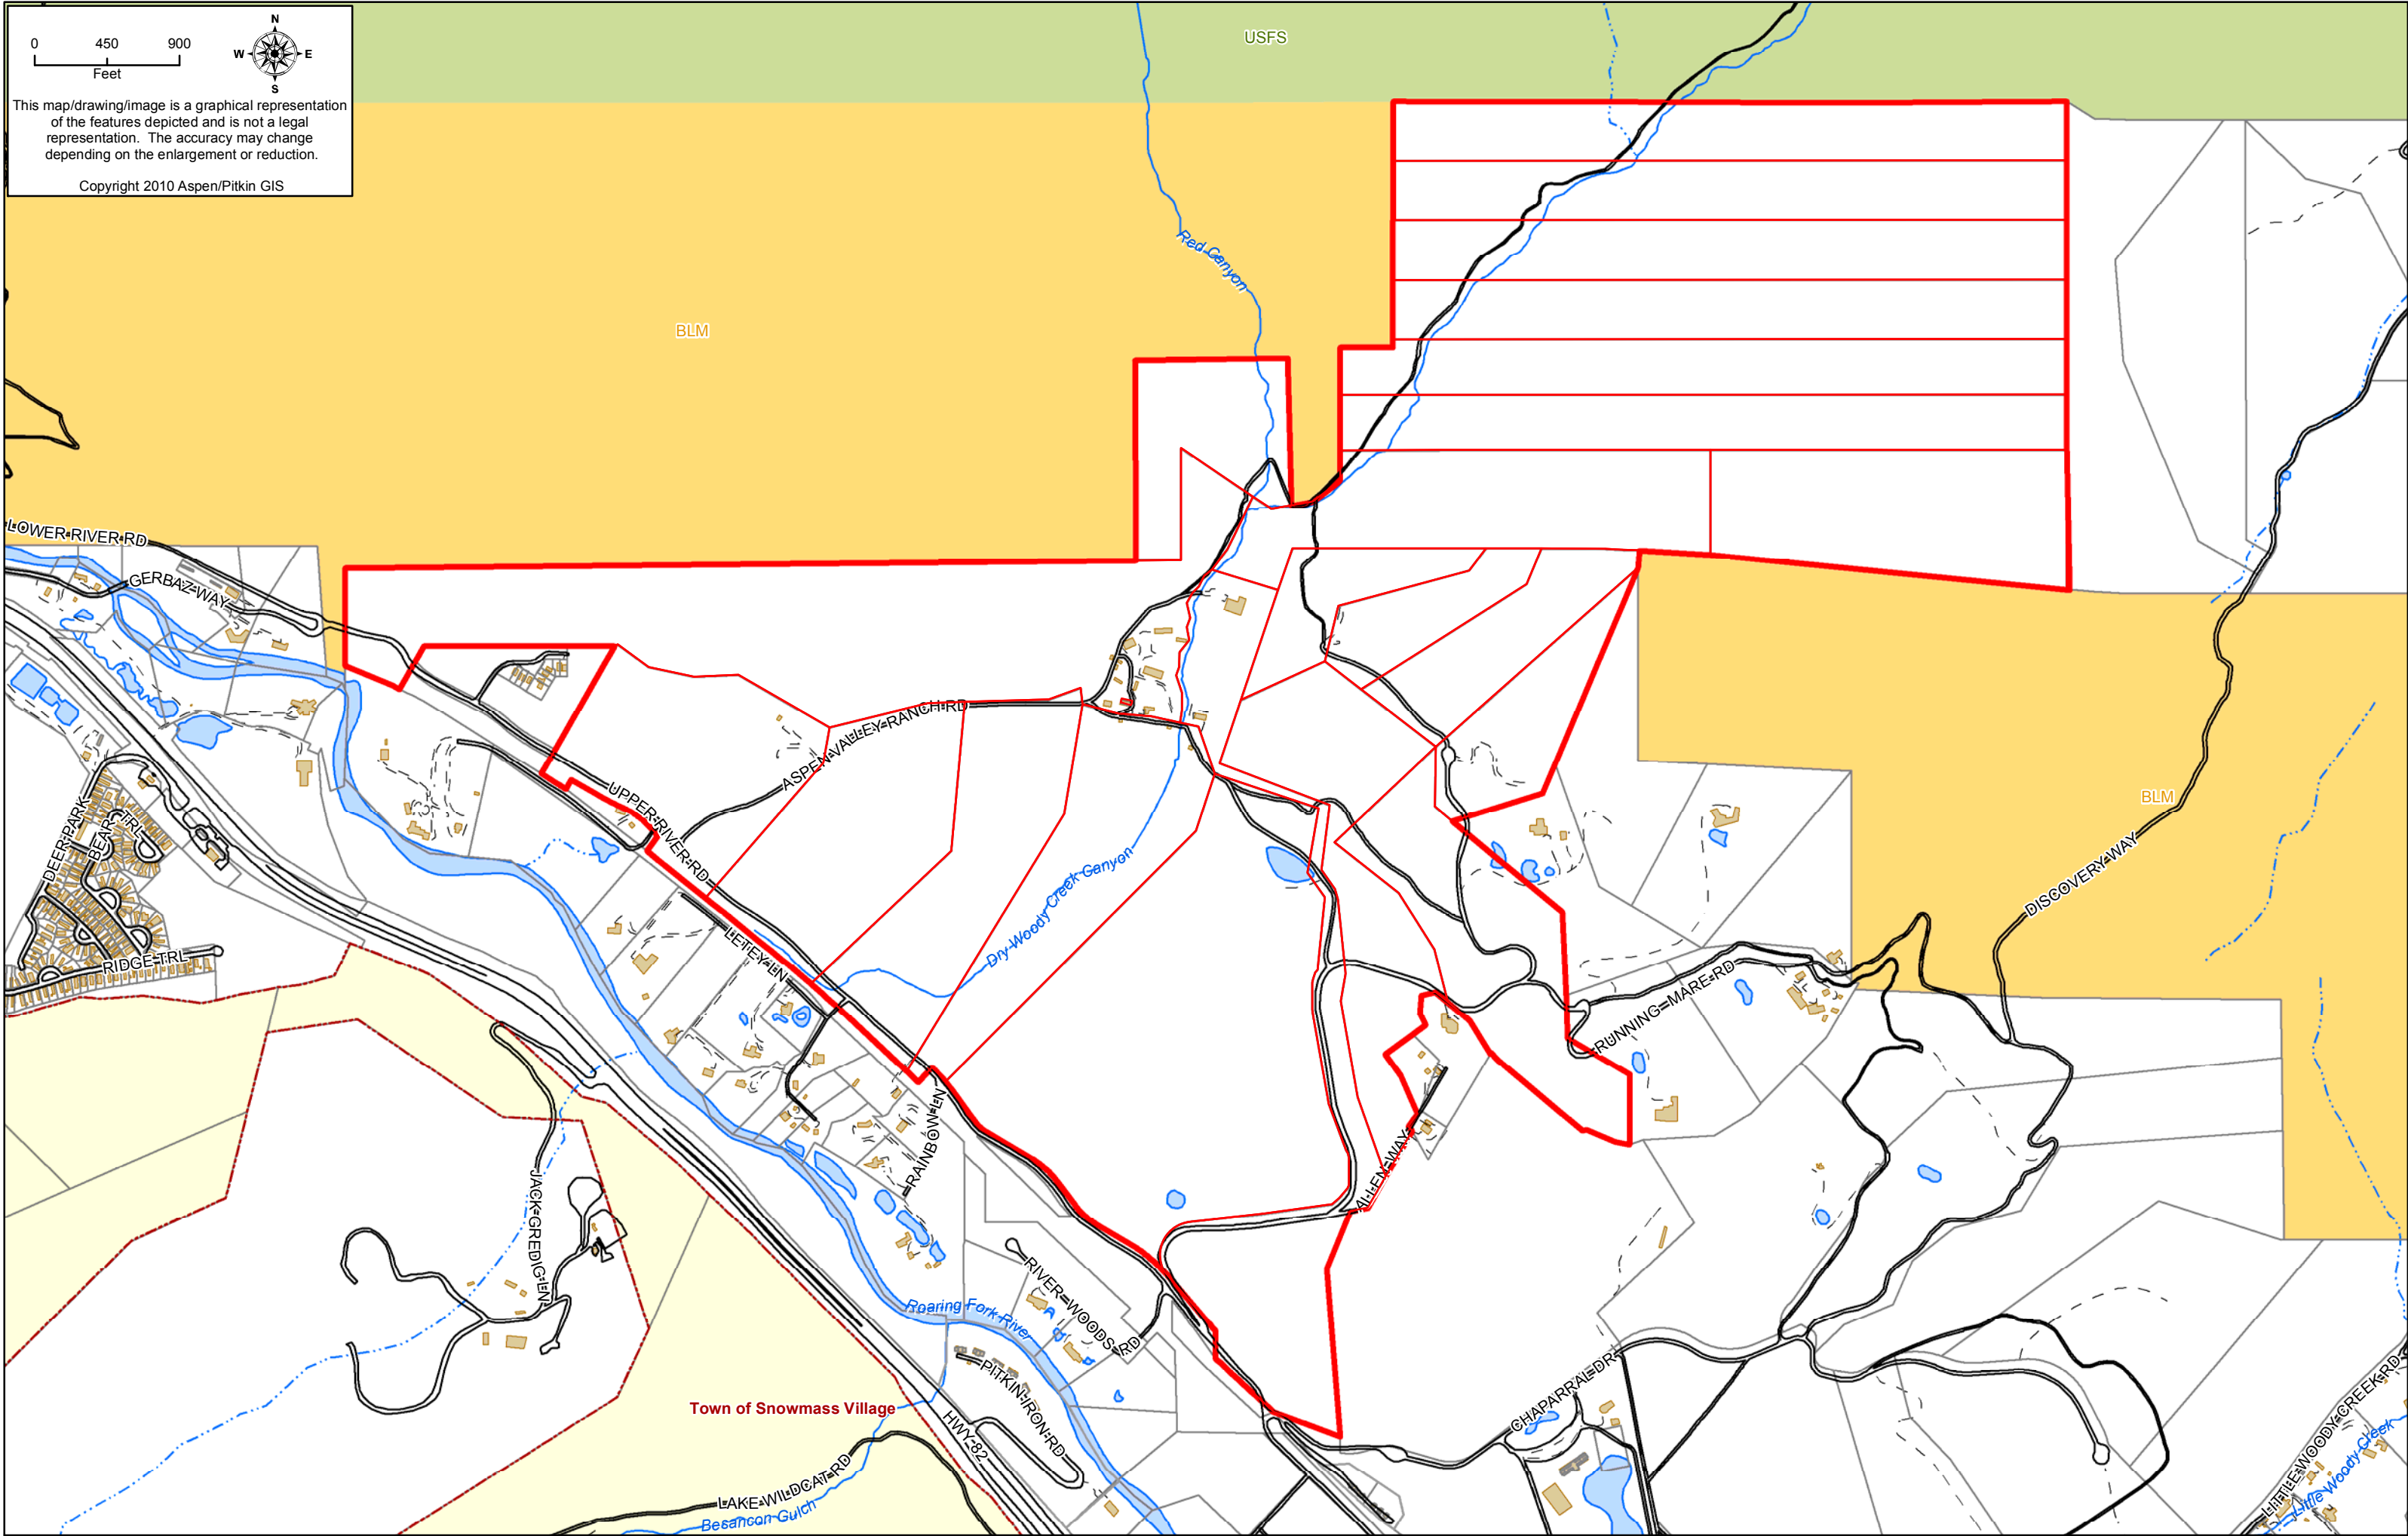 N
0 450 900
W E
Feet
S
This map/drawing/image is a graphical representation
of the features depicted and is not a legal
representation. The accuracy may change
depending on the enlargement or reduction.
Copyright 2010 Aspen/Pitkin GIS
USFS
Red Canyon
BLM
LOWER RIVER RD
GERBAZ WAY
ASPEN VALLEY RANCH RD
UPPER RIVER RD
DEER PARK
BEAR TRL
BLM
DISCOVERY WAY
Dry Woody Creek Canyon
LETEY LN
RIDGE TRL
RUNNING MARE RD
RAINBOW LN
ALLEN WAY
JACK GREDIG LN
RIVER WOODS RD
Roaring Fork River
PITKIN IRON RD
CHAPARRAL DR
Town of Snowmass Village
HWY 82
LITTLE WOODY CREEK RD
Little Woody Creek
LAKE WILDCAT RD
Besancon Gulch